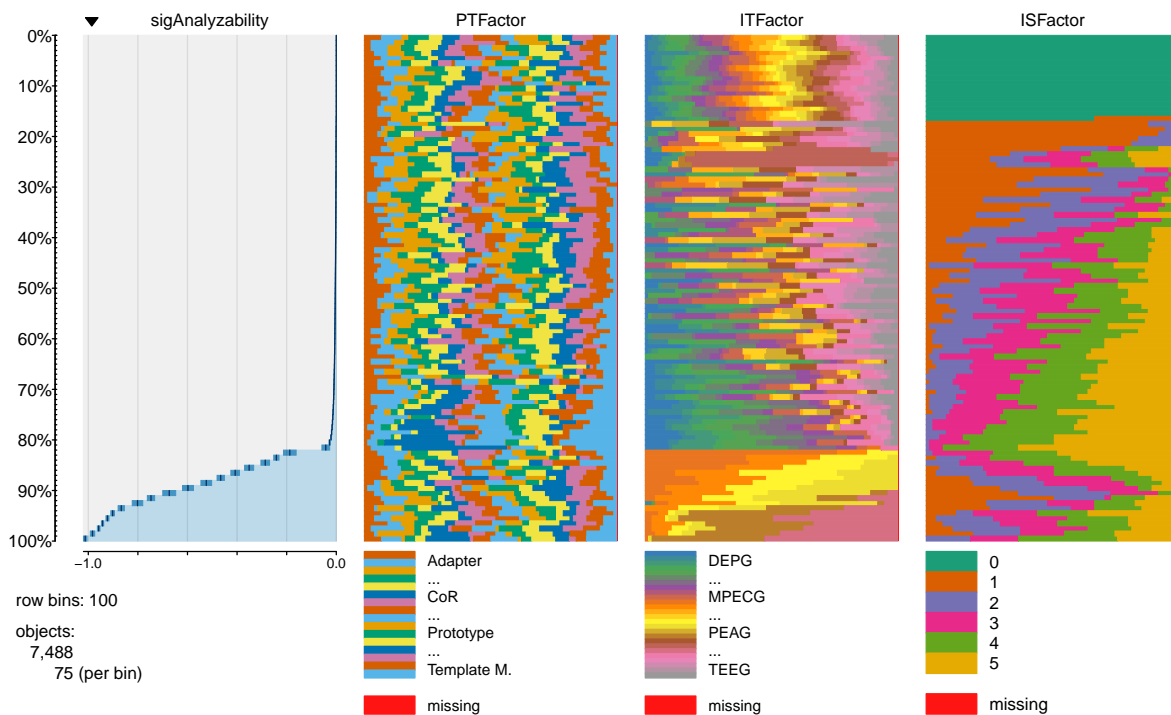 sigAnalyzability PTFactor ITFactor ISFactor
0%
10%
20%
30%
40%
50%
60%
70%
80%
90%
100%
−1.0 0.0
row bins: 100
objects:
7,488
75 (per bin)
Adapter
...
CoR
...
Prototype
...
Template M.
missing
DEPG
...
MPECG
...
PEAG
...
TEEG
missing
0
1
2
3
4
5
missing